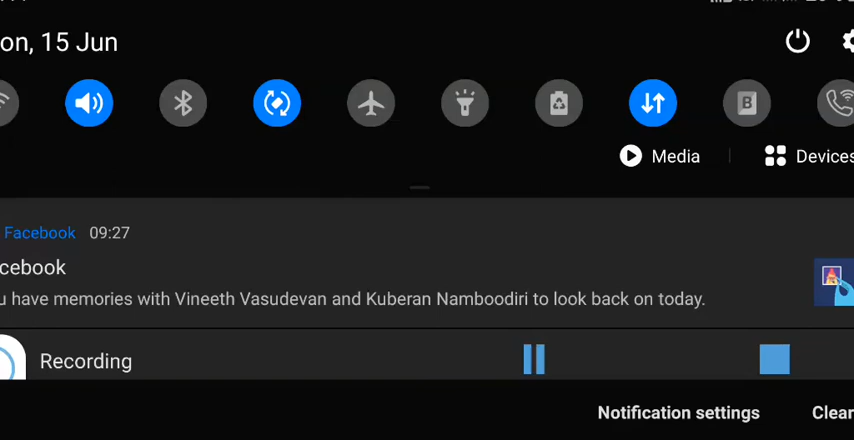 on, 15 Jun
Media
Devices
Facebook 09:27
cebook
u have memories with Vineeth Vasudevan and Kuberan Namboodiri to look back on today.
Recording
Notification settings Clear